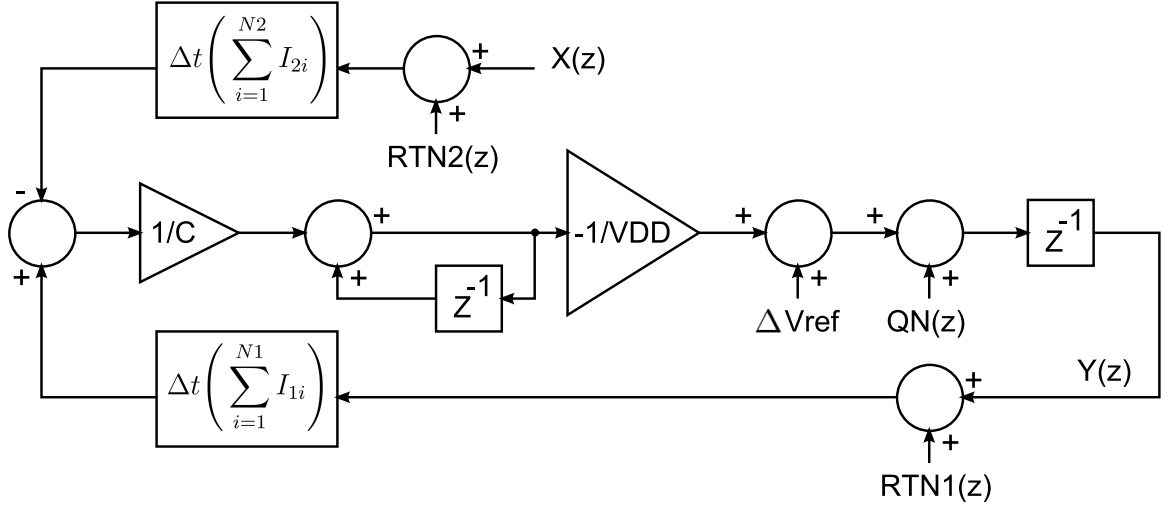 Δt(∑_{i=1}^{N2} I_{2i})
+
X(z)
+
RTN2(z)
-
+
1/C
+
+
z^{-1}
-1/VDD
+
+
ΔVref
+
+
QN(z)
z^{-1}
Δt(∑_{i=1}^{N1} I_{1i})
+
Y(z)
+
RTN1(z)